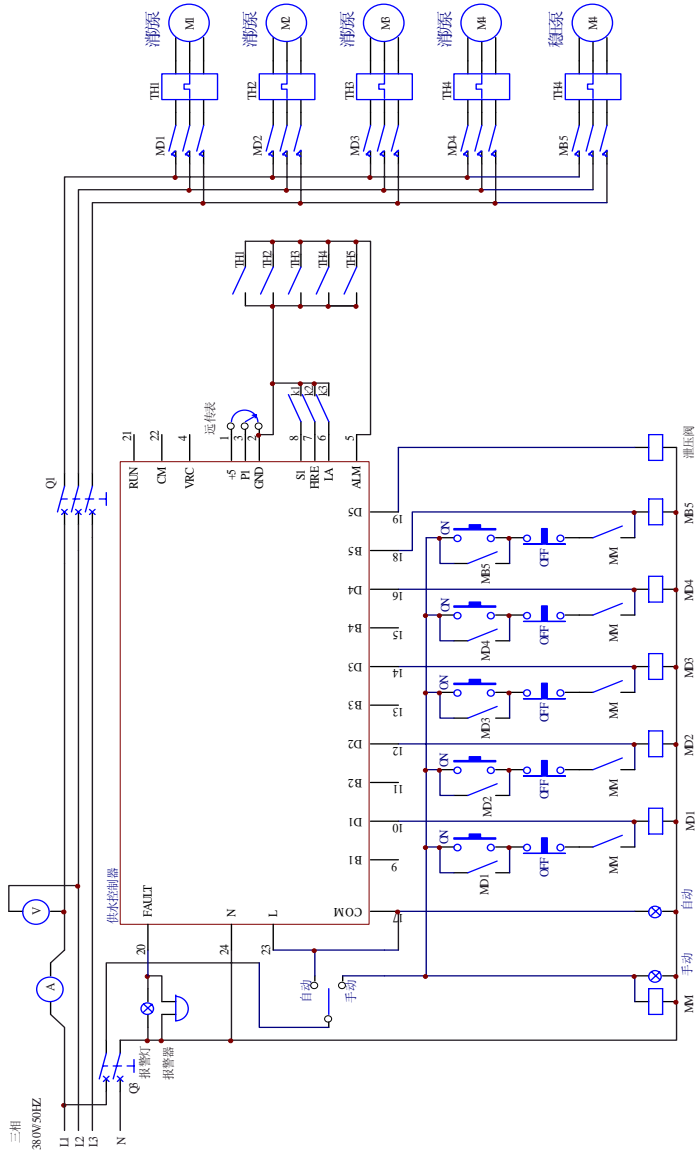 消防泵
消防泵
消防泵
消防泵
稳压泵
M1
M2
M3
M4
M4
TH1
TH2
TH3
TH4
TH4
MD1
MD2
MD3
MD4
MB5
TH1
TH2
TH3
TH4
TH5
k1
k2
k3
远传表
21
22
4
1
3
2
8
7
6
5
RUN
CM
VRC
+5
P1
GND
S1
FIRE
LA
ALM
Q1
供水控制器
FAULT
N
L
COM
B1
D1
B2
D2
B3
D3
B4
D4
B5
D5
20
24
23
17
9
10
11
12
13
14
15
16
18
19
ON
MD1
OFF
MM
MD1
ON
MD2
OFF
MM
MD2
ON
MD3
OFF
MM
MD3
ON
MD4
OFF
MM
MD4
ON
MB5
OFF
MM
MB5
泄压阀
自动
手动
自动
手动
MM
V
A
Q3
报警灯
报警器
三相
380V/50HZ
L1
L2
L3
N